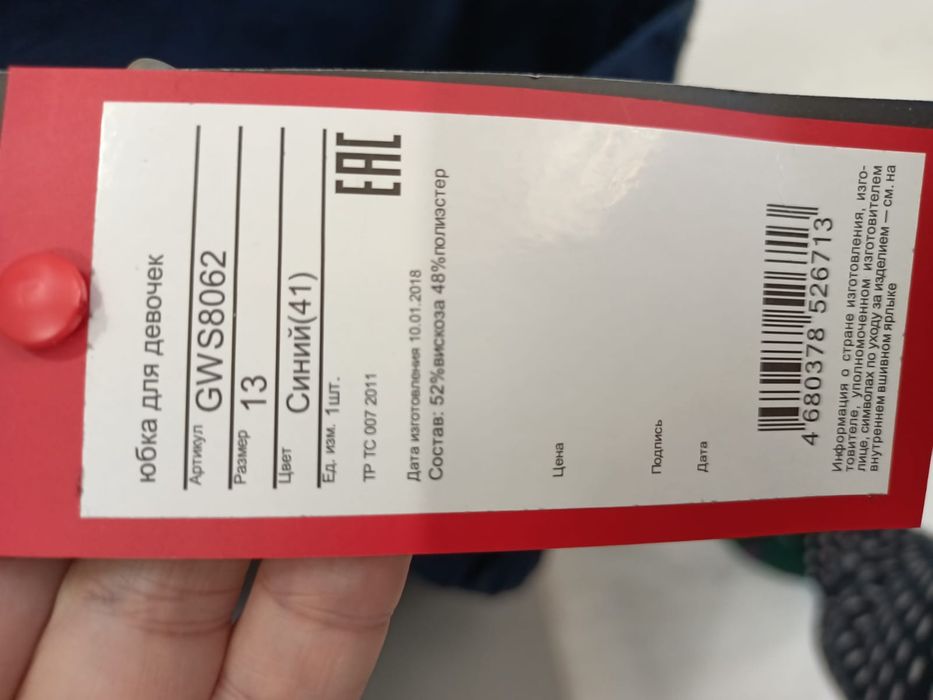 юбка для девочек
Артикул GWS8062
Размер 13
Цвет Синий(41)
Ед. изм. 1шт.
ТР ТС 007 2011
ЕАС
Дата изготовления 10.01.2018
Состав: 52%вискоза 48%полиэстер
Цена
Подпись
Дата
4 680378 526713
Информация о стране изготовления, изго-
товителе, уполномоченном изготовителем
лице, символах по уходу за изделием — см. на
внутреннем вшивном ярлыке